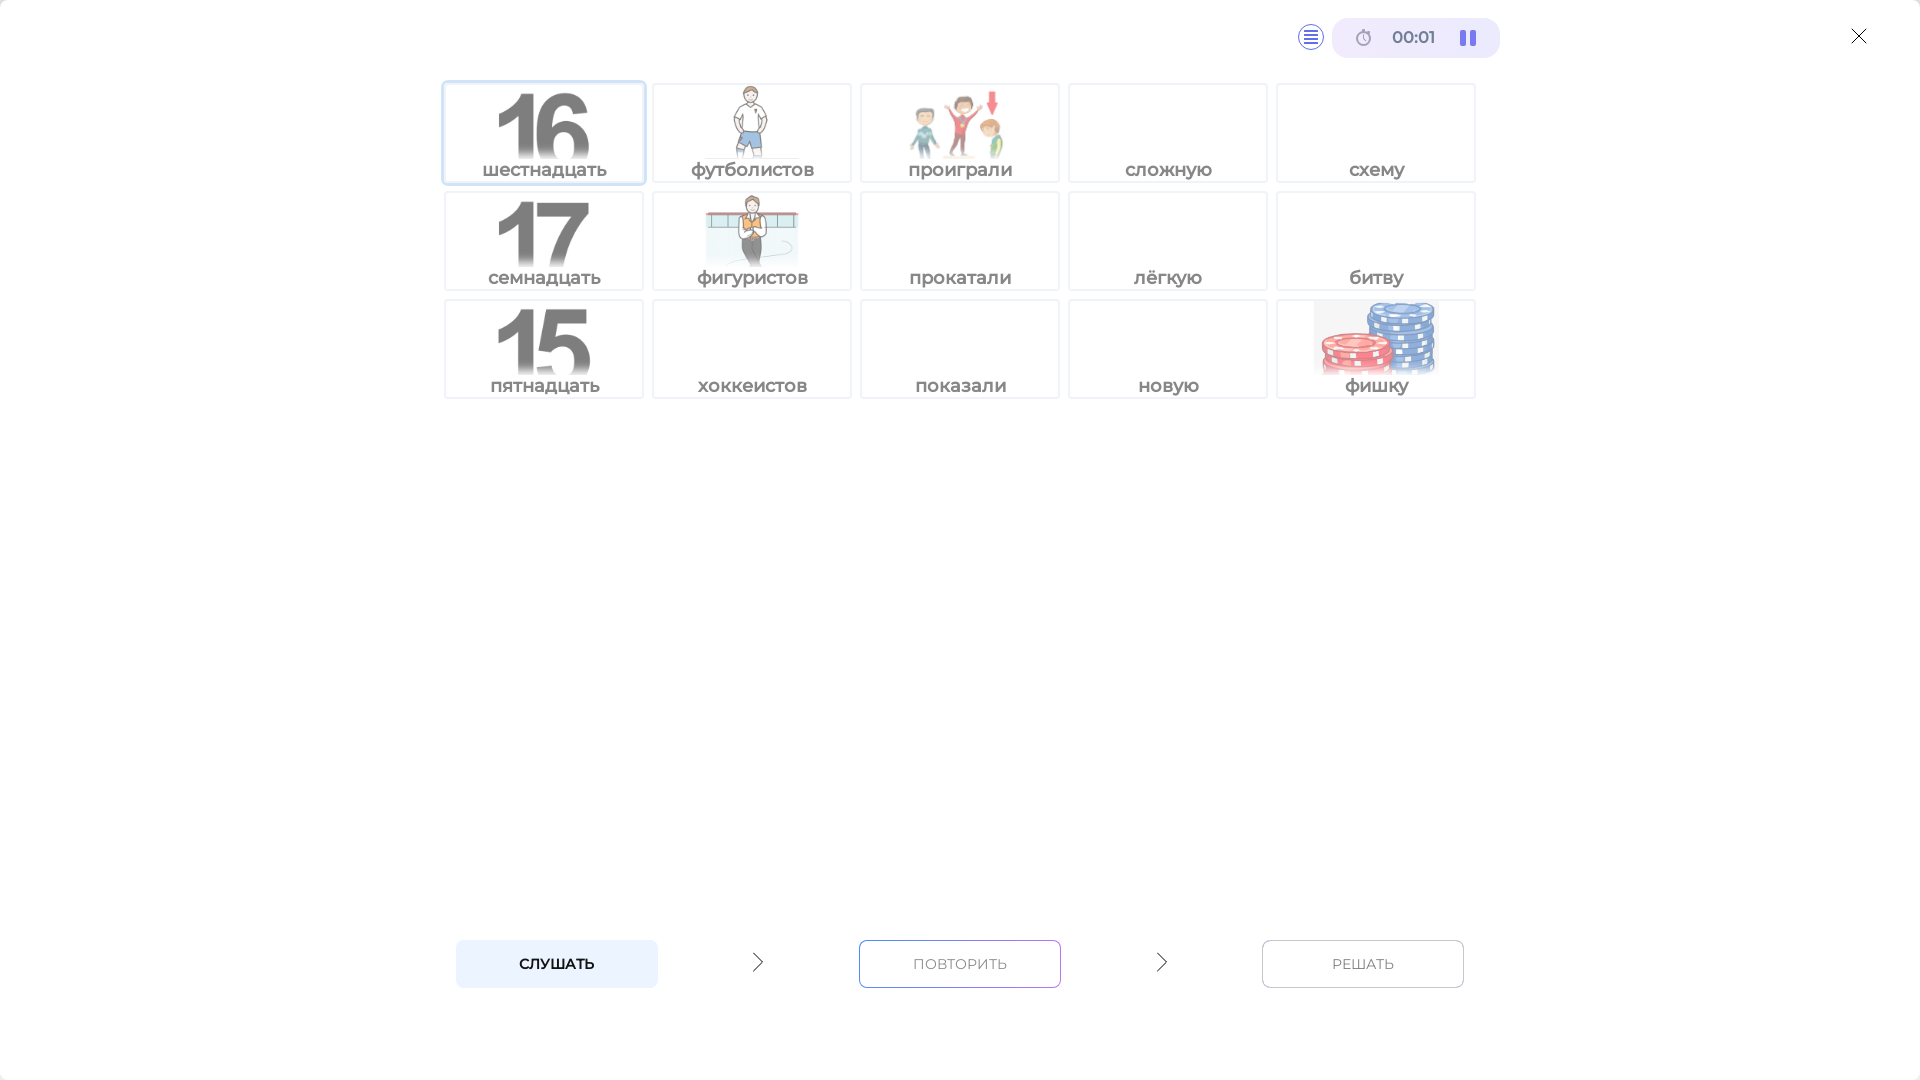 00:01
16
шестнадцать
футболистов
проиграли
сложную
схему
17
семнадцать
фигуристов
прокатали
лёгкую
битву
15
пятнадцать
хоккеистов
показали
новую
фишку
СЛУШАТЬ
ПОВТОРИТЬ
РЕШАТЬ